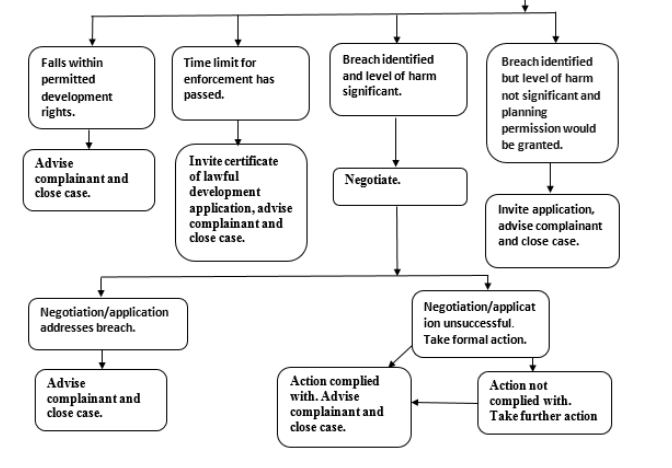 Falls within
permitted
development
rights.
Time limit for
enforcement has
passed.
Breach identified
and level of harm
significant.
Breach identified
but level of harm
not significant and
planning
permission would
be granted.
Advise
complainant and
close case.
Invite certificate
of lawful
development
application, advise
complainant and
close case.
Negotiate.
Invite application,
advise complainant
and close case.
Negotiation/application
addresses breach.
Negotiation/applicat
ion unsuccessful.
Take formal action.
Advise
complainant and
close case.
Action complied
with. Advise
complainant and
close case.
Action not
complied with.
Take further action